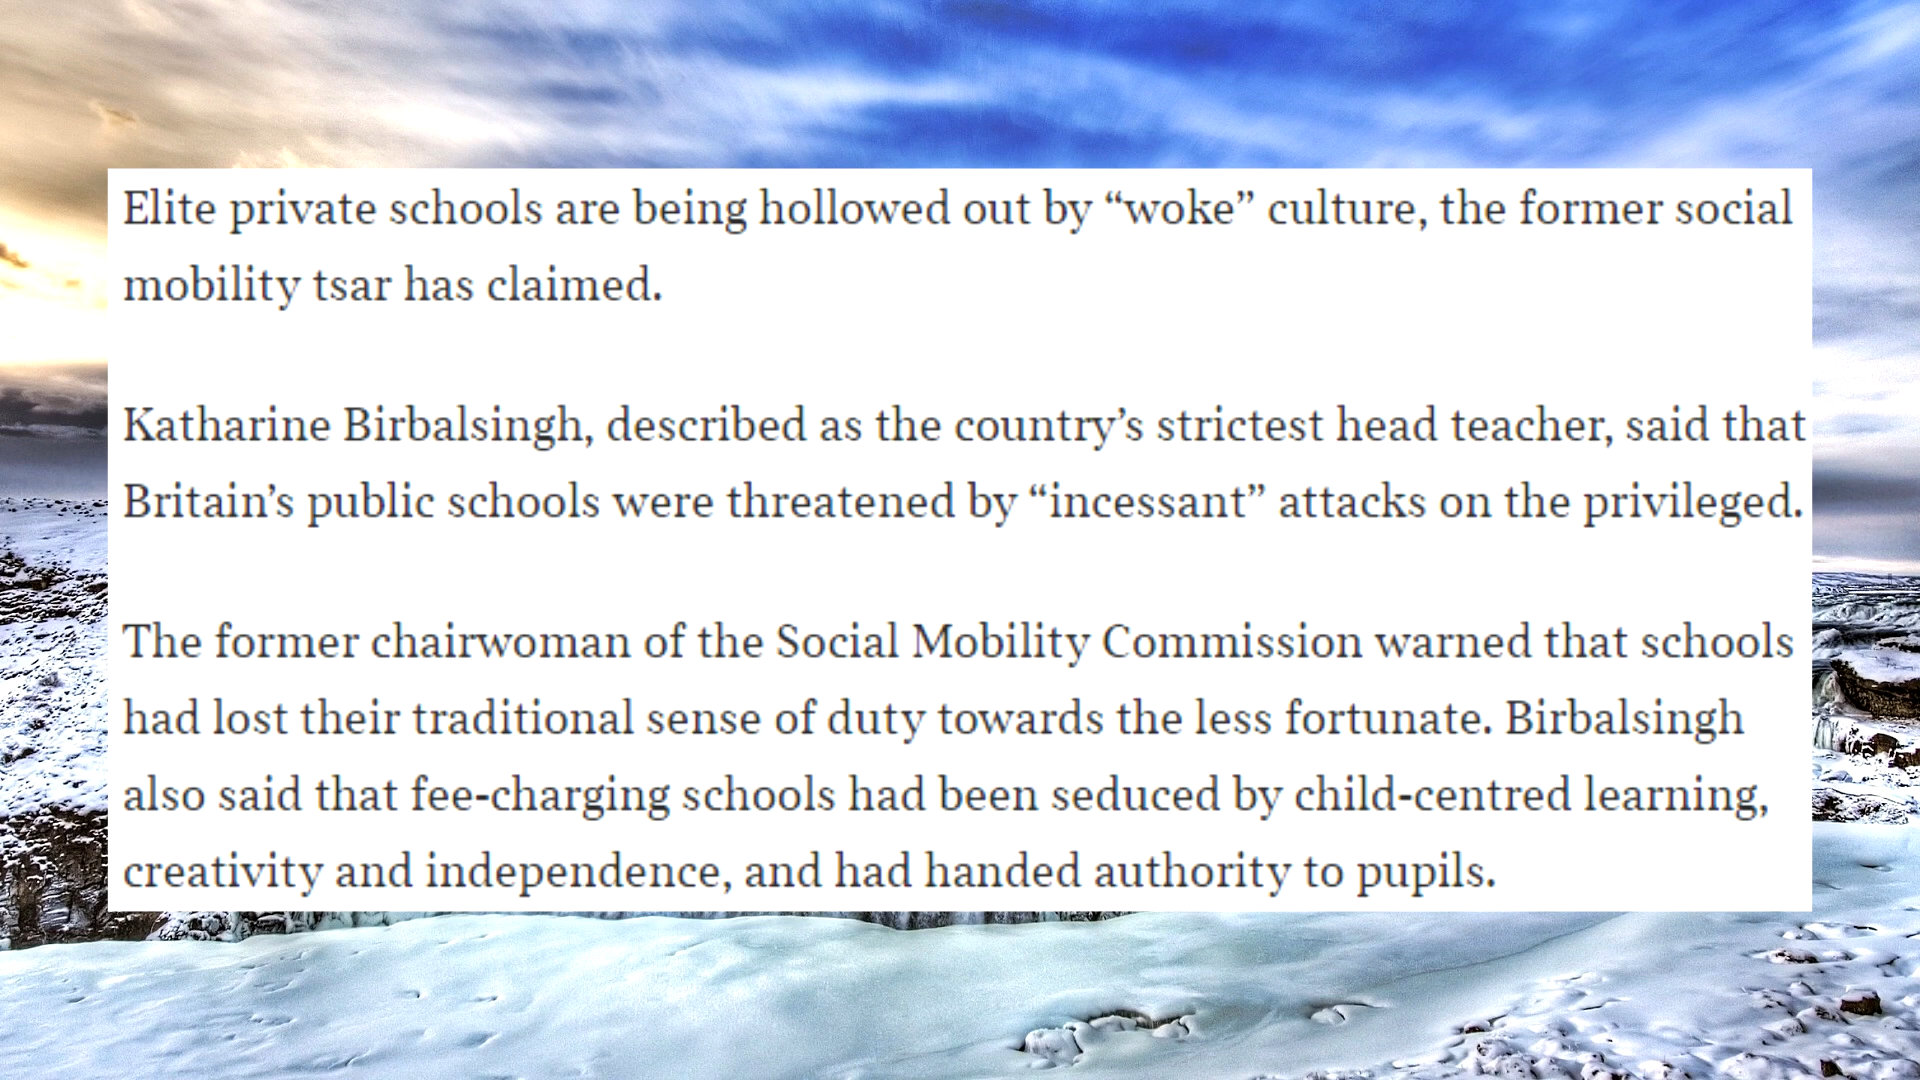 Elite private schools are being hollowed out by “woke” culture, the former social
mobility tsar has claimed.
Katharine Birbalsingh, described as the country’s strictest head teacher, said that
Britain’s public schools were threatened by “incessant” attacks on the privileged.
The former chairwoman of the Social Mobility Commission warned that schools
had lost their traditional sense of duty towards the less fortunate. Birbalsingh
also said that fee-charging schools had been seduced by child-centred learning,
creativity and independence, and had handed authority to pupils.